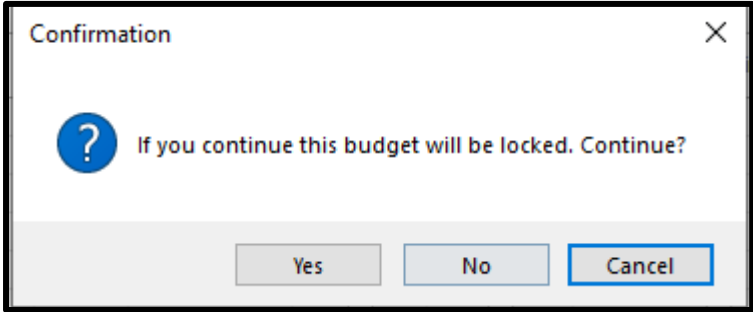 Confirmation
?
If you continue this budget will be locked. Continue?
Yes No Cancel